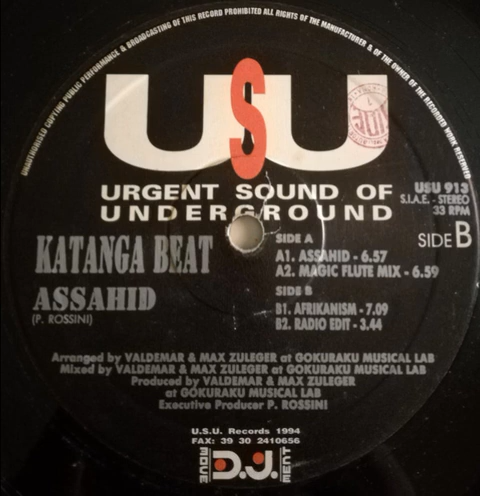 UNAUTHORISED COPYING PUBLIC PERFORMANCE & BROADCASTING OF THIS RECORD PROHIBITED ALL RIGHTS OF THE MANUFACTURER & OF THE OWNER OF THE RECORDED WORK RESERVED
USU
URGENT SOUND OF
UNDERGROUND
USU 913
S.I.A.E. - STEREO
33 RPM
SIDE B
KATANGA BEAT
ASSAHID
(P. ROSSINI)
SIDE A
A1. ASSAHID - 6.57
A2. MAGIC FLUTE MIX - 6.59
SIDE B
B1. AFRIKANISM - 7.09
B2. RADIO EDIT - 3.44
Arranged by VALDEMAR & MAX ZULEGER at GOKURAKU MUSICAL LAB
Mixed by VALDEMAR & MAX ZULEGER at GOKURAKU MUSICAL LAB
Produced by VALDEMAR & MAX ZULEGER
at GOKURAKU MUSICAL LAB
Executive Producer P. ROSSINI
U.S.U. Records 1994
FAX: 39 30 2410656
D.J.